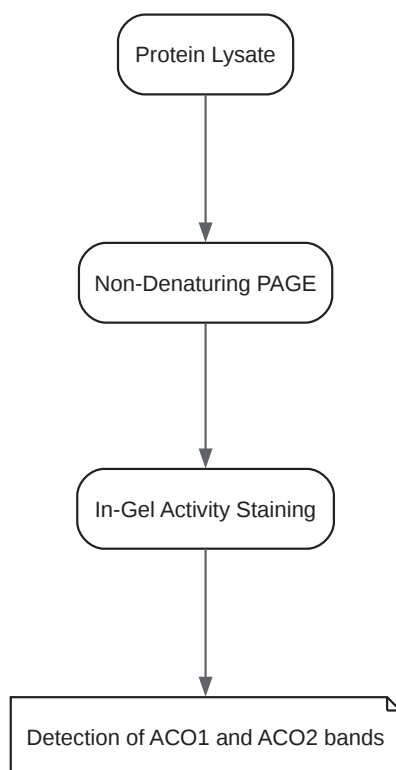 Protein Lysate
Non-Denaturing PAGE
In-Gel Activity Staining
Detection of ACO1 and ACO2 bands